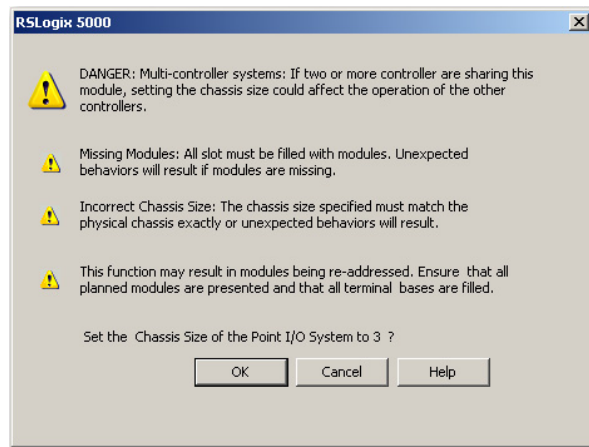 RSLogix 5000
DANGER: Multi-controller systems: If two or more controller are sharing this
module, setting the chassis size could affect the operation of the other
controllers.
Missing Modules: All slot must be filled with modules. Unexpected
behaviors will result if modules are missing.
Incorrect Chassis Size: The chassis size specified must match the
physical chassis exactly or unexpected behaviors will result.
This function may result in modules being re-addressed. Ensure that all
planned modules are presented and that all terminal bases are filled.
Set the Chassis Size of the Point I/O System to 3 ?
OK Cancel Help